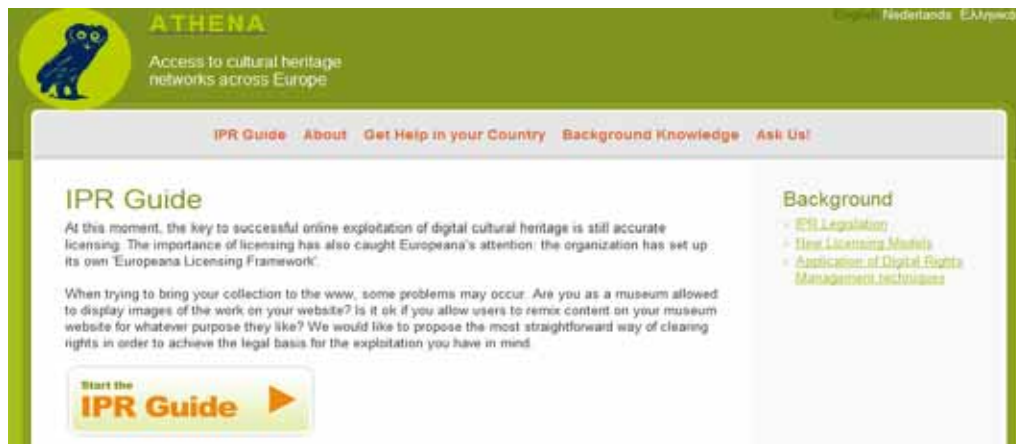 English Nederlands Ελληνικά
ATHENA
Access to cultural heritage
networks across Europe
IPR Guide About Get Help in your Country Background Knowledge Ask Us!
IPR Guide
At this moment, the key to successful online exploitation of digital cultural heritage is still accurate
licensing. The importance of licensing has also caught Europeana's attention: the organization has set up
its own 'Europeana Licensing Framework'.
When trying to bring your collection to the www, some problems may occur. Are you as a museum allowed
to display images of the work on your website? Is it ok if you allow users to remix content on your museum
website for whatever purpose they like? We would like to propose the most straightforward way of clearing
rights in order to achieve the legal basis for the exploitation you have in mind.
Start the
IPR Guide
Background
IPR Legislation
New Licensing Models
Application of Digital Rights
Management techniques